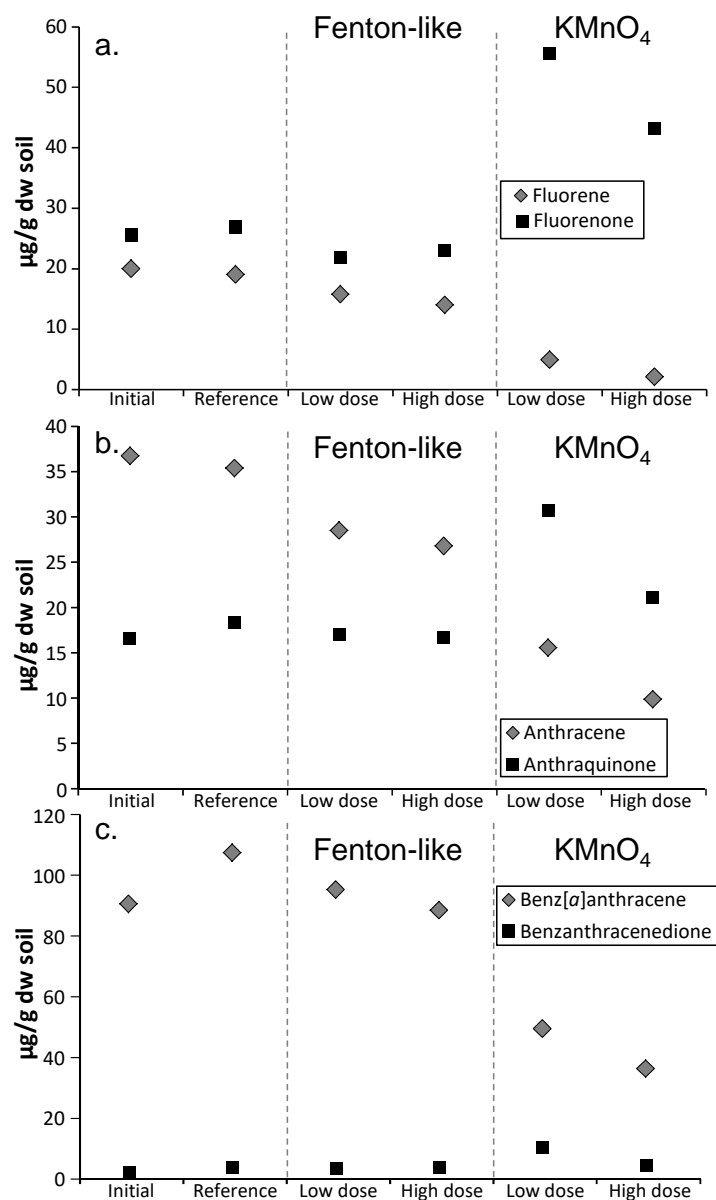 a.
Fenton-like
KMnO4
60
50
40
30
20
10
0
µg/g dw soil
Fluorene
Fluorenone
Initial
Reference
Low dose
High dose
Low dose
High dose
b.
Fenton-like
KMnO4
40
35
30
25
20
15
10
5
0
µg/g dw soil
Anthracene
Anthraquinone
Initial
Reference
Low dose
High dose
Low dose
High dose
c.
Fenton-like
KMnO4
120
100
80
60
40
20
0
µg/g dw soil
Benz[a]anthracene
Benzanthracenedione
Initial
Reference
Low dose
High dose
Low dose
High dose